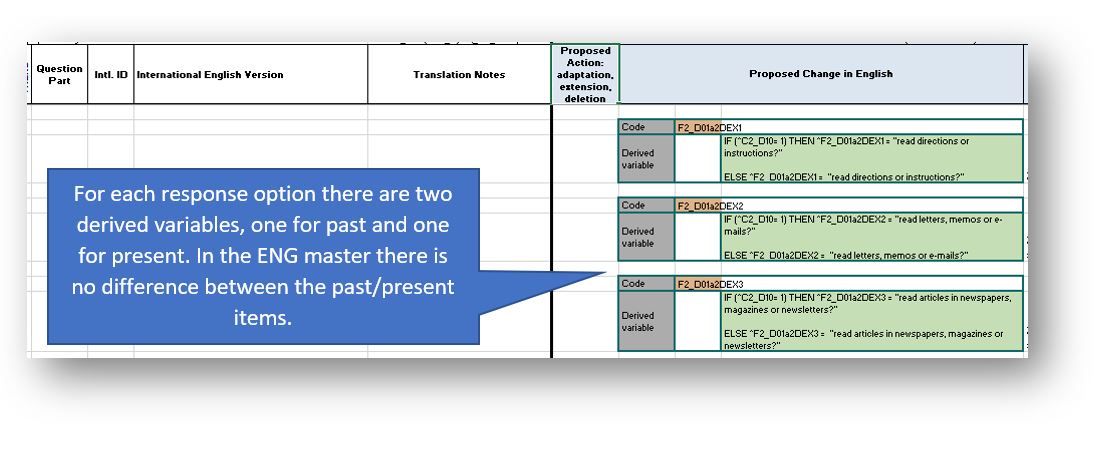 Question Part
Intl. ID
International English Version
Translation Notes
Proposed Action: adaptation, extension, deletion
Proposed Change in English
Code
F2_D01a2DEX1
Derived variable
IF (^C2_D10= 1) THEN ^F2_D01a2DEX1 = "read directions or
instructions?"
ELSE ^F2_D01a2DEX1 = "read directions or instructions?"
Code
F2_D01a2DEX2
Derived variable
IF (^C2_D10= 1) THEN ^F2_D01a2DEX2 = "read letters, memos or e-
mails?"
ELSE ^F2_D01a2DEX2 = "read letters, memos or e-mails?"
Code
F2_D01a2DEX3
Derived variable
IF (^C2_D10= 1) THEN ^F2_D01a2DEX3 = "read articles in newspapers,
magazines or newsletters?"
ELSE ^F2_D01a2DEX3 = "read articles in newspapers, magazines or
newsletters?"
For each response option there are two
derived variables, one for past and one
for present. In the ENG master there is
no difference between the past/present
items.